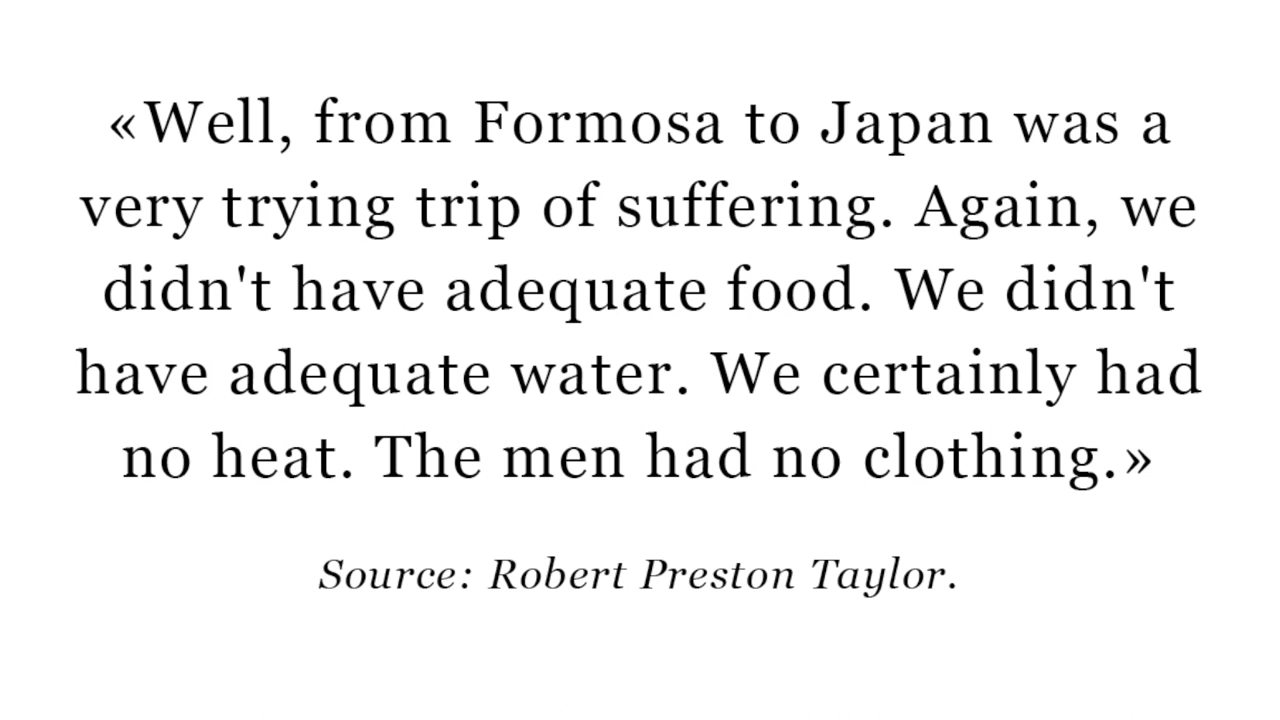 «Well, from Formosa to Japan was a
very trying trip of suffering. Again, we
didn't have adequate food. We didn't
have adequate water. We certainly had
no heat. The men had no clothing.»
Source: Robert Preston Taylor.